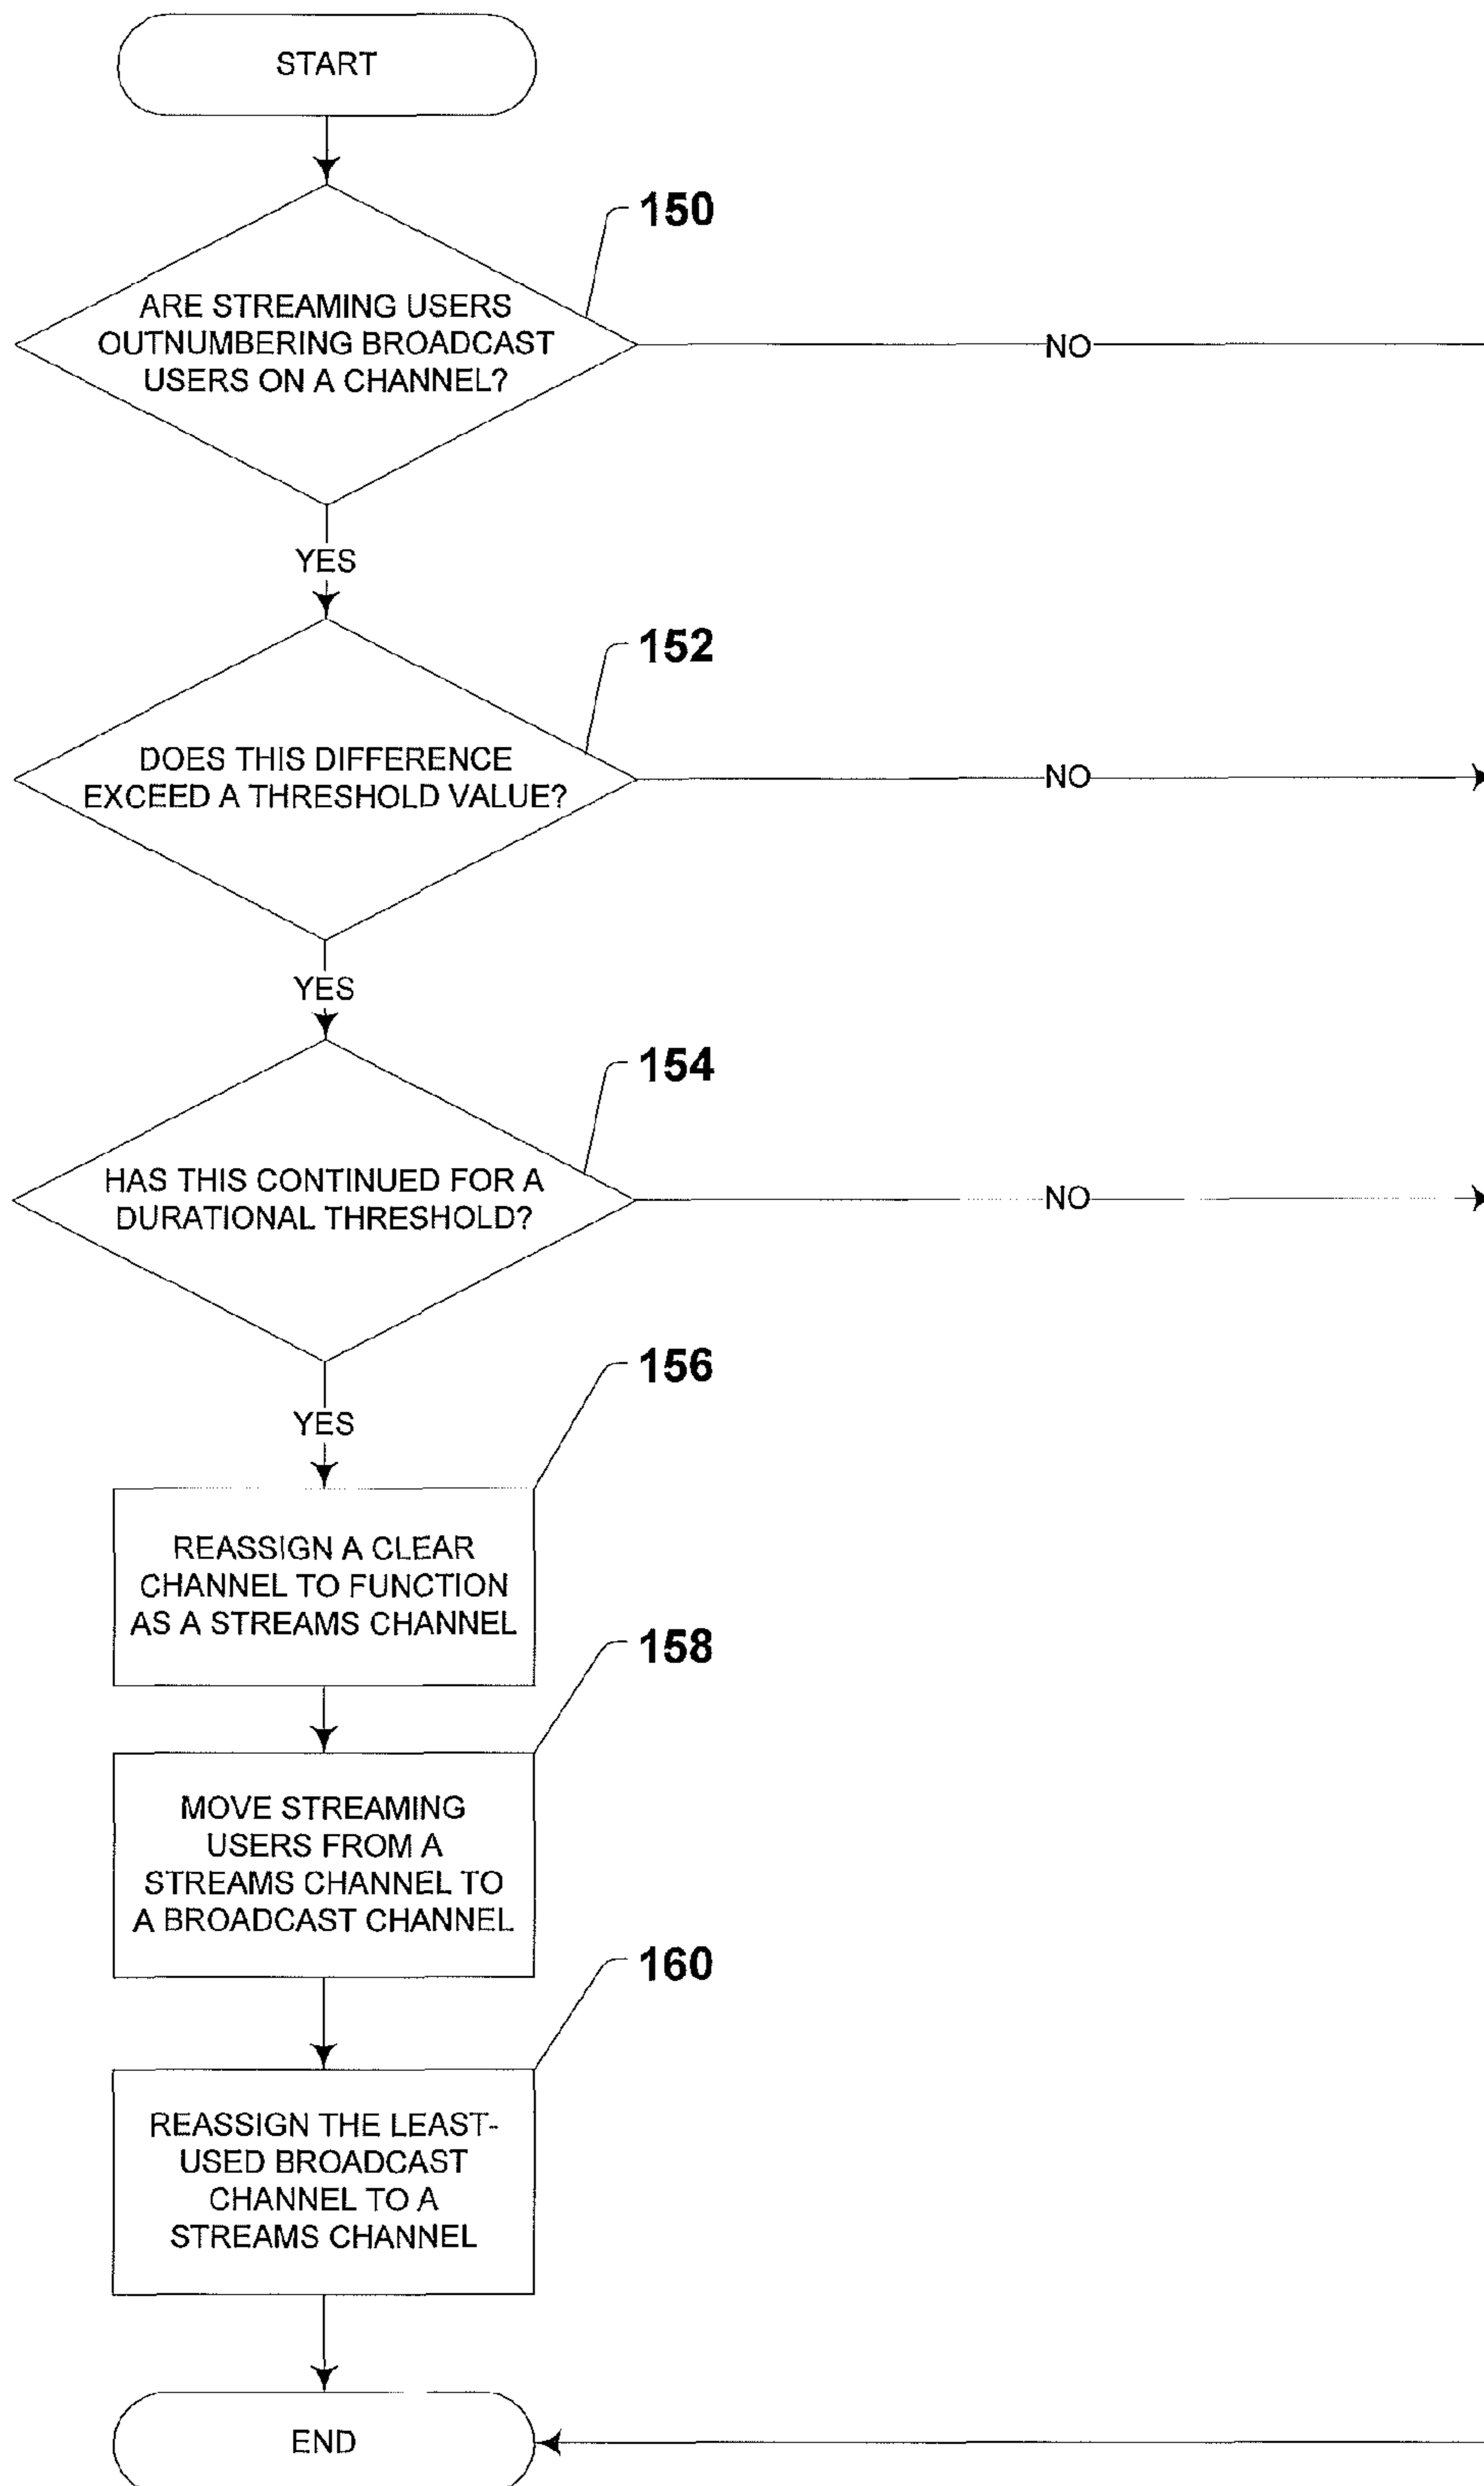 START
150
ARE STREAMING USERS
OUTNUMBERING BROADCAST
USERS ON A CHANNEL?
NO
YES
152
DOES THIS DIFFERENCE
EXCEED A THRESHOLD VALUE?
NO
YES
154
HAS THIS CONTINUED FOR A
DURATIONAL THRESHOLD?
NO
YES
156
REASSIGN A CLEAR
CHANNEL TO FUNCTION
AS A STREAMS CHANNEL
158
MOVE STREAMING
USERS FROM A
STREAMS CHANNEL TO
A BROADCAST CHANNEL
160
REASSIGN THE LEAST-
USED BROADCAST
CHANNEL TO A
STREAMS CHANNEL
END